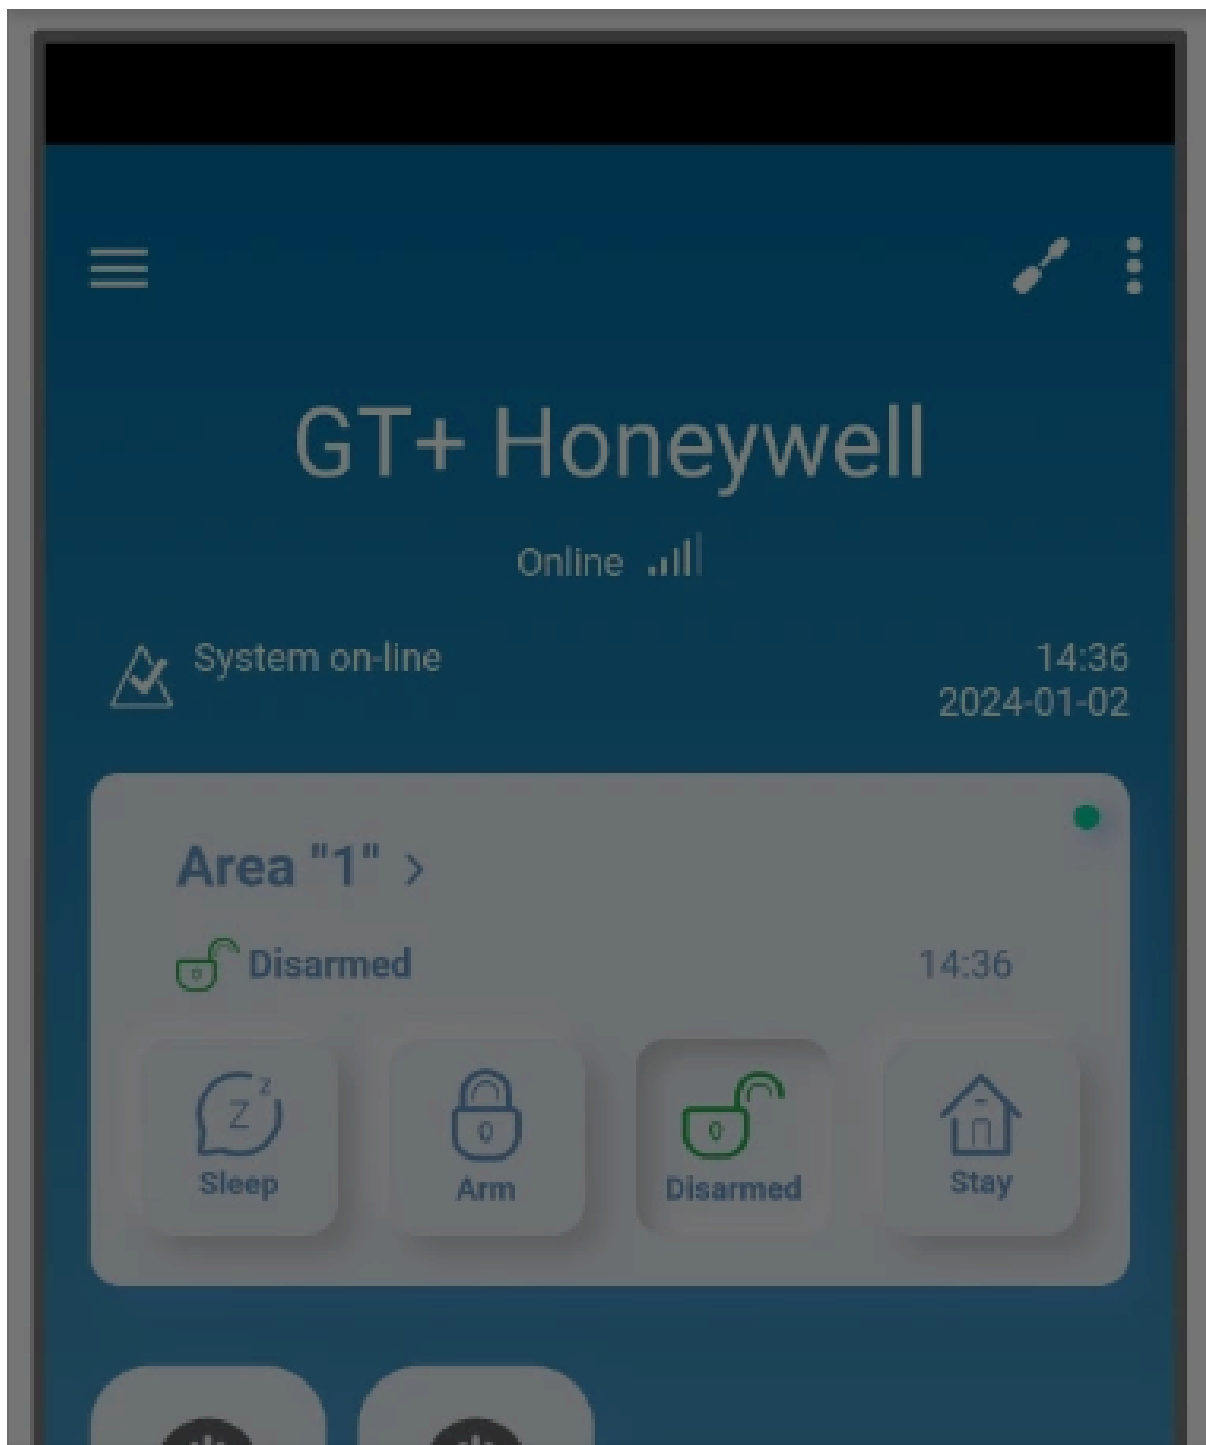 GT+ Honeywell
Online
System on-line
14:36
2024-01-02
Area "1" >
Disarmed
14:36
Sleep
Arm
Disarmed
Stay